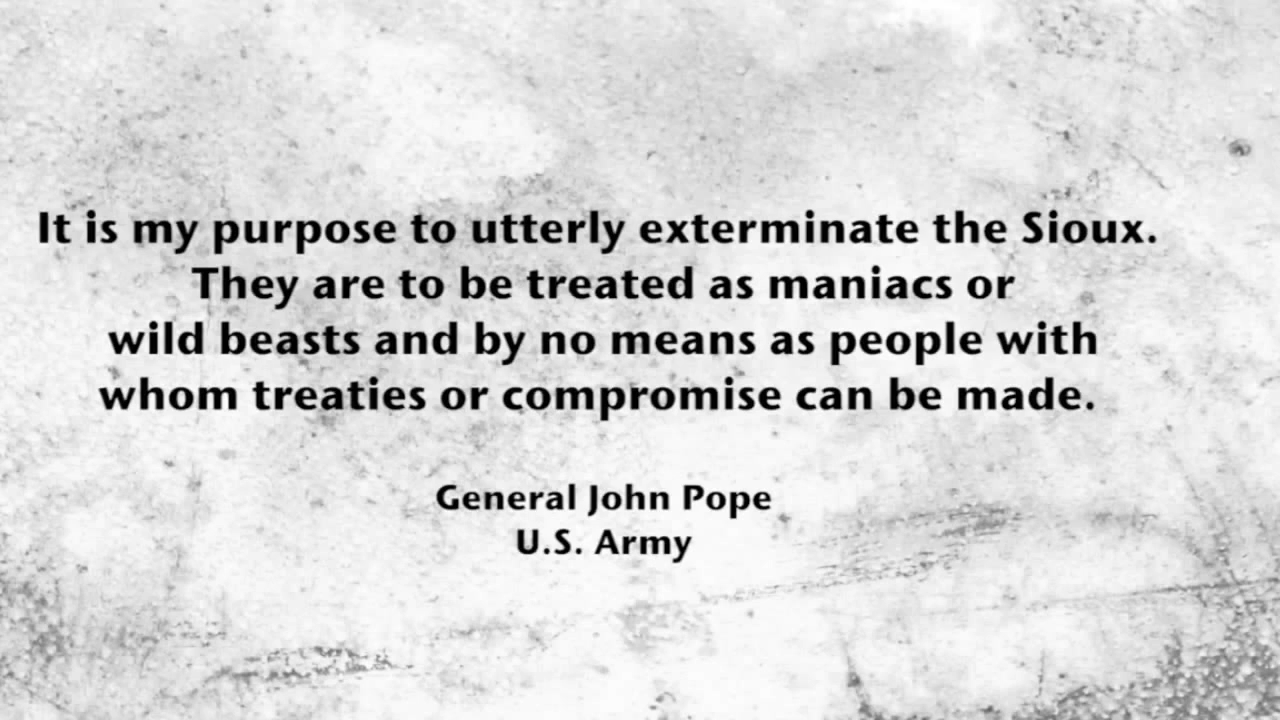 It is my purpose to utterly exterminate the Sioux.
They are to be treated as maniacs or
wild beasts and by no means as people with
whom treaties or compromise can be made.
General John Pope
U.S. Army